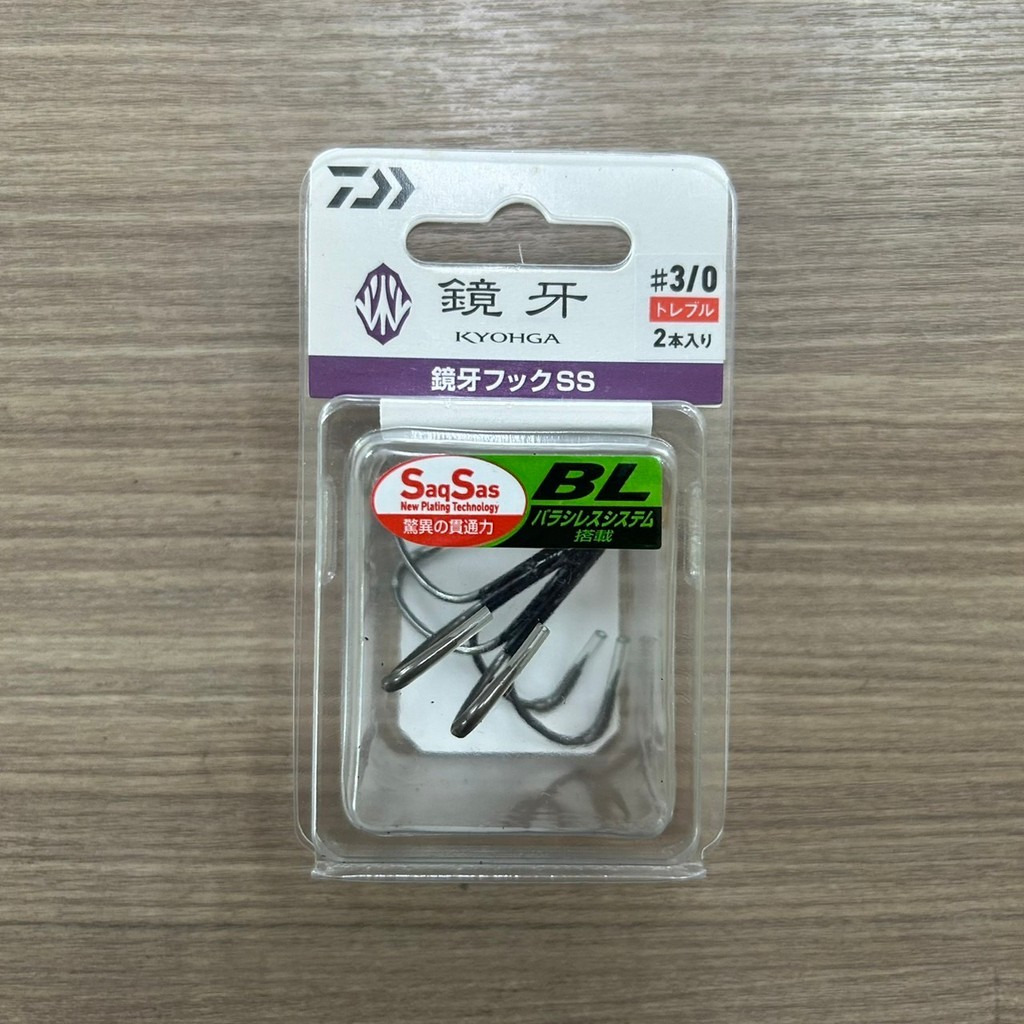 鏡牙
KYOHGA
#3/0
トレブル
2本入り
鏡牙フックSS
SaqSas
New Plating Technology
驚異の貫通力
BL
バラシレスシステム
搭載